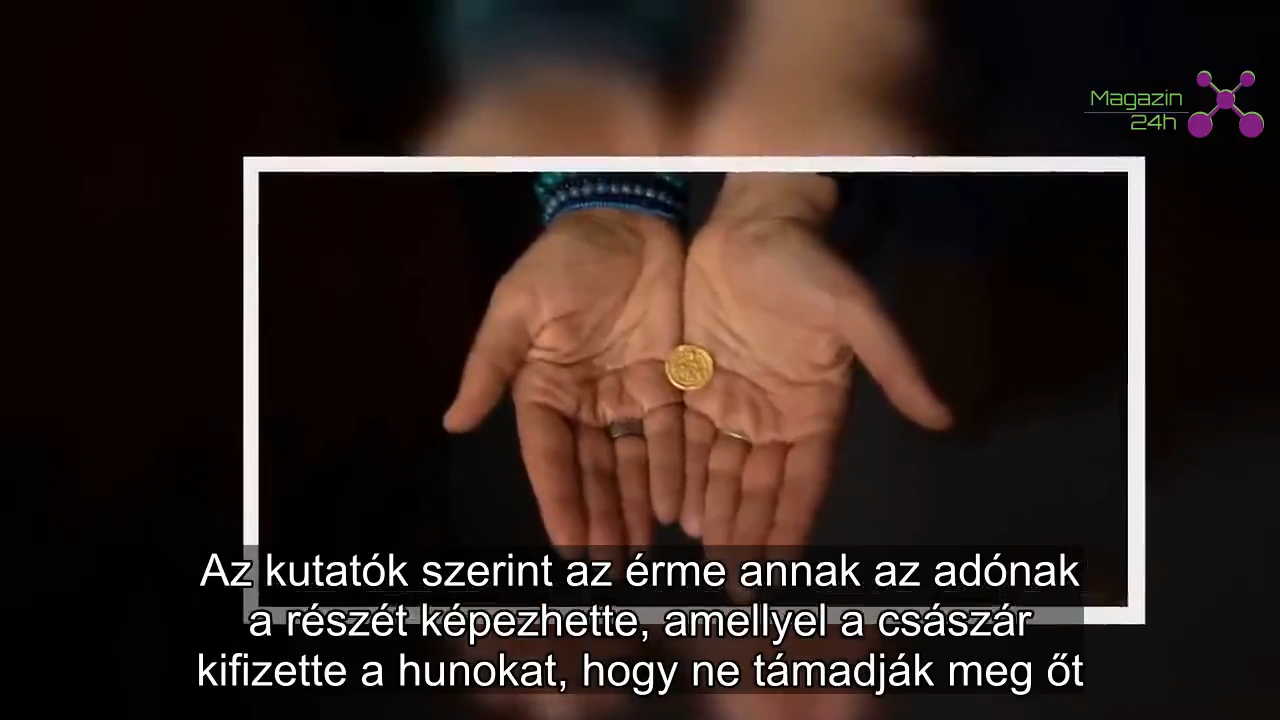 Magazin
24h
Az kutatók szerint az érme annak az adónak
a részét képezhette, amellyel a császár
kifizette a hunokat, hogy ne támadják meg őt